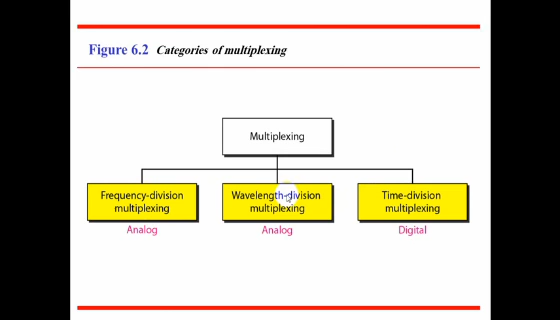 Figure 6.2 Categories of multiplexing
Multiplexing
Frequency-division
multiplexing
Analog
Wavelength-division
multiplexing
Analog
Time-division
multiplexing
Digital